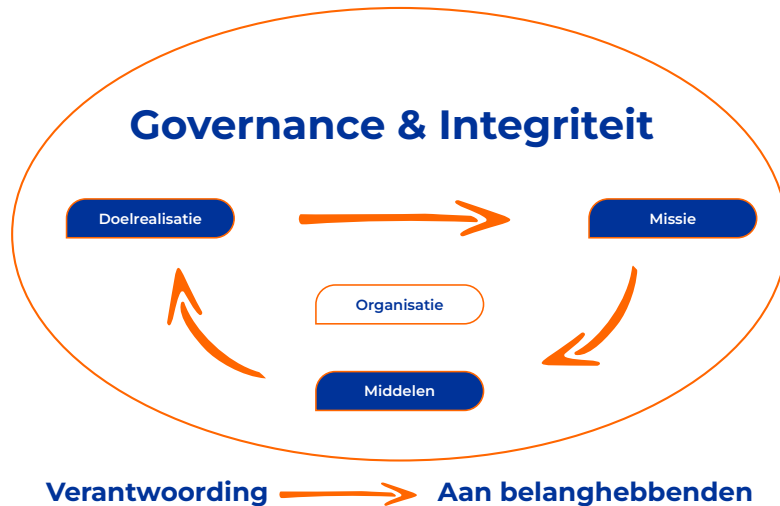 Governance & Integriteit
Doelrealisatie
Missie
Organisatie
Middelen
Verantwoording
Aan belanghebbenden